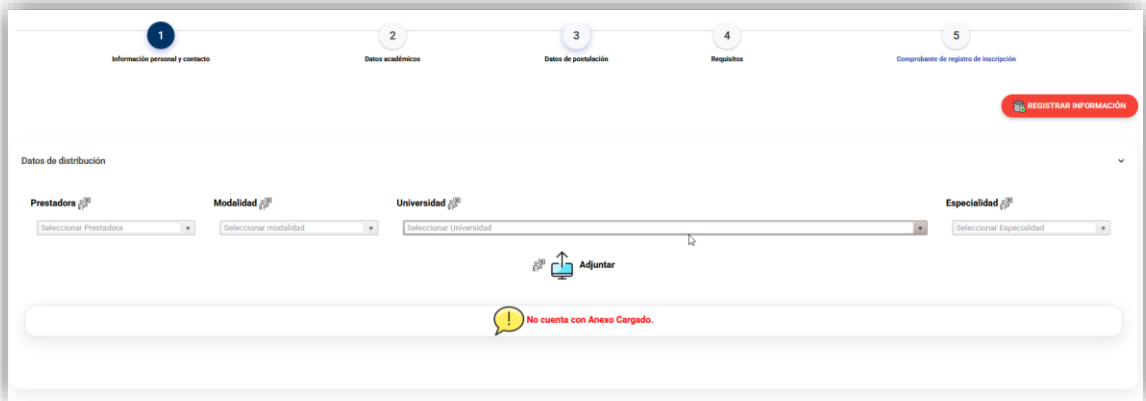 1
2
3
4
5
Información personal y contacto
Datos académicos
Datos de postulación
Requisitos
Comprobante de registro de inscripción
REGISTRAR INFORMACIÓN
Datos de distribución
Prestadora
Modalidad
Universidad
Especialidad
Seleccionar Prestadora
Seleccionar modalidad
Seleccionar Universidad
Seleccionar Especialidad
Adjuntar
No cuenta con Anexo Cargado.